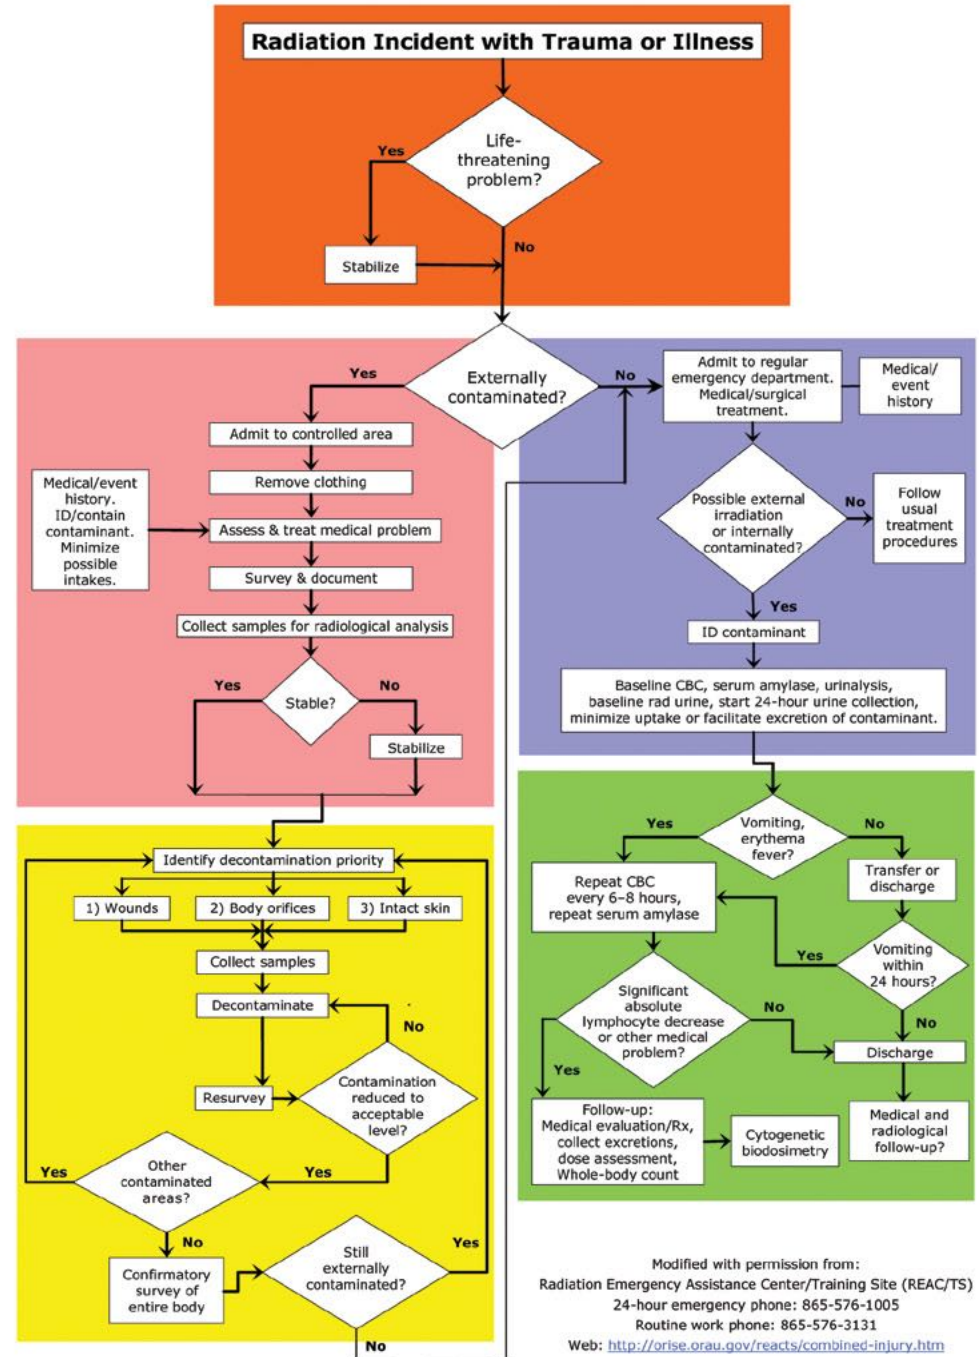 Radiation Incident with Trauma or Illness
Life-
threatening
problem?
Yes
No
Stabilize
Externally
contaminated?
Yes
No
Admit to controlled area
Remove clothing
Medical/event
history.
ID/contain
contaminant.
Minimize
possible
intakes.
Assess & treat medical problem
Survey & document
Collect samples for radiological analysis
Stable?
Yes
No
Stabilize
Admit to regular
emergency department.
Medical/surgical
treatment.
Medical/
event
history
Possible external
irradiation
or internally
contaminated?
No
Follow
usual
treatment
procedures
Yes
ID contaminant
Baseline CBC, serum amylase, urinalysis,
baseline rad urine, start 24-hour urine collection,
minimize uptake or facilitate excretion of contaminant.
Identify decontamination priority
1) Wounds
2) Body orifices
3) Intact skin
Collect samples
Decontaminate
No
Resurvey
Contamination
reduced to
acceptable
level?
Yes
Other
contaminated
areas?
Yes
No
Confirmatory
survey of
entire body
Still
externally
contaminated?
Yes
No
Vomiting,
erythema
fever?
Yes
No
Repeat CBC
every 6–8 hours,
repeat serum amylase
Transfer or
discharge
Vomiting
within
24 hours?
Yes
No
Significant
absolute
lymphocyte decrease
or other medical
problem?
No
Yes
Discharge
Follow-up:
Medical evaluation/Rx,
collect excretions,
dose assessment,
Whole-body count
Cytogenetic
biodosimetry
Medical and
radiological
follow-up?
Modified with permission from:
Radiation Emergency Assistance Center/Training Site (REAC/TS)
24-hour emergency phone: 865-576-1005
Routine work phone: 865-576-3131
Web: http://orise.orau.gov/reacts/combined-injury.htm